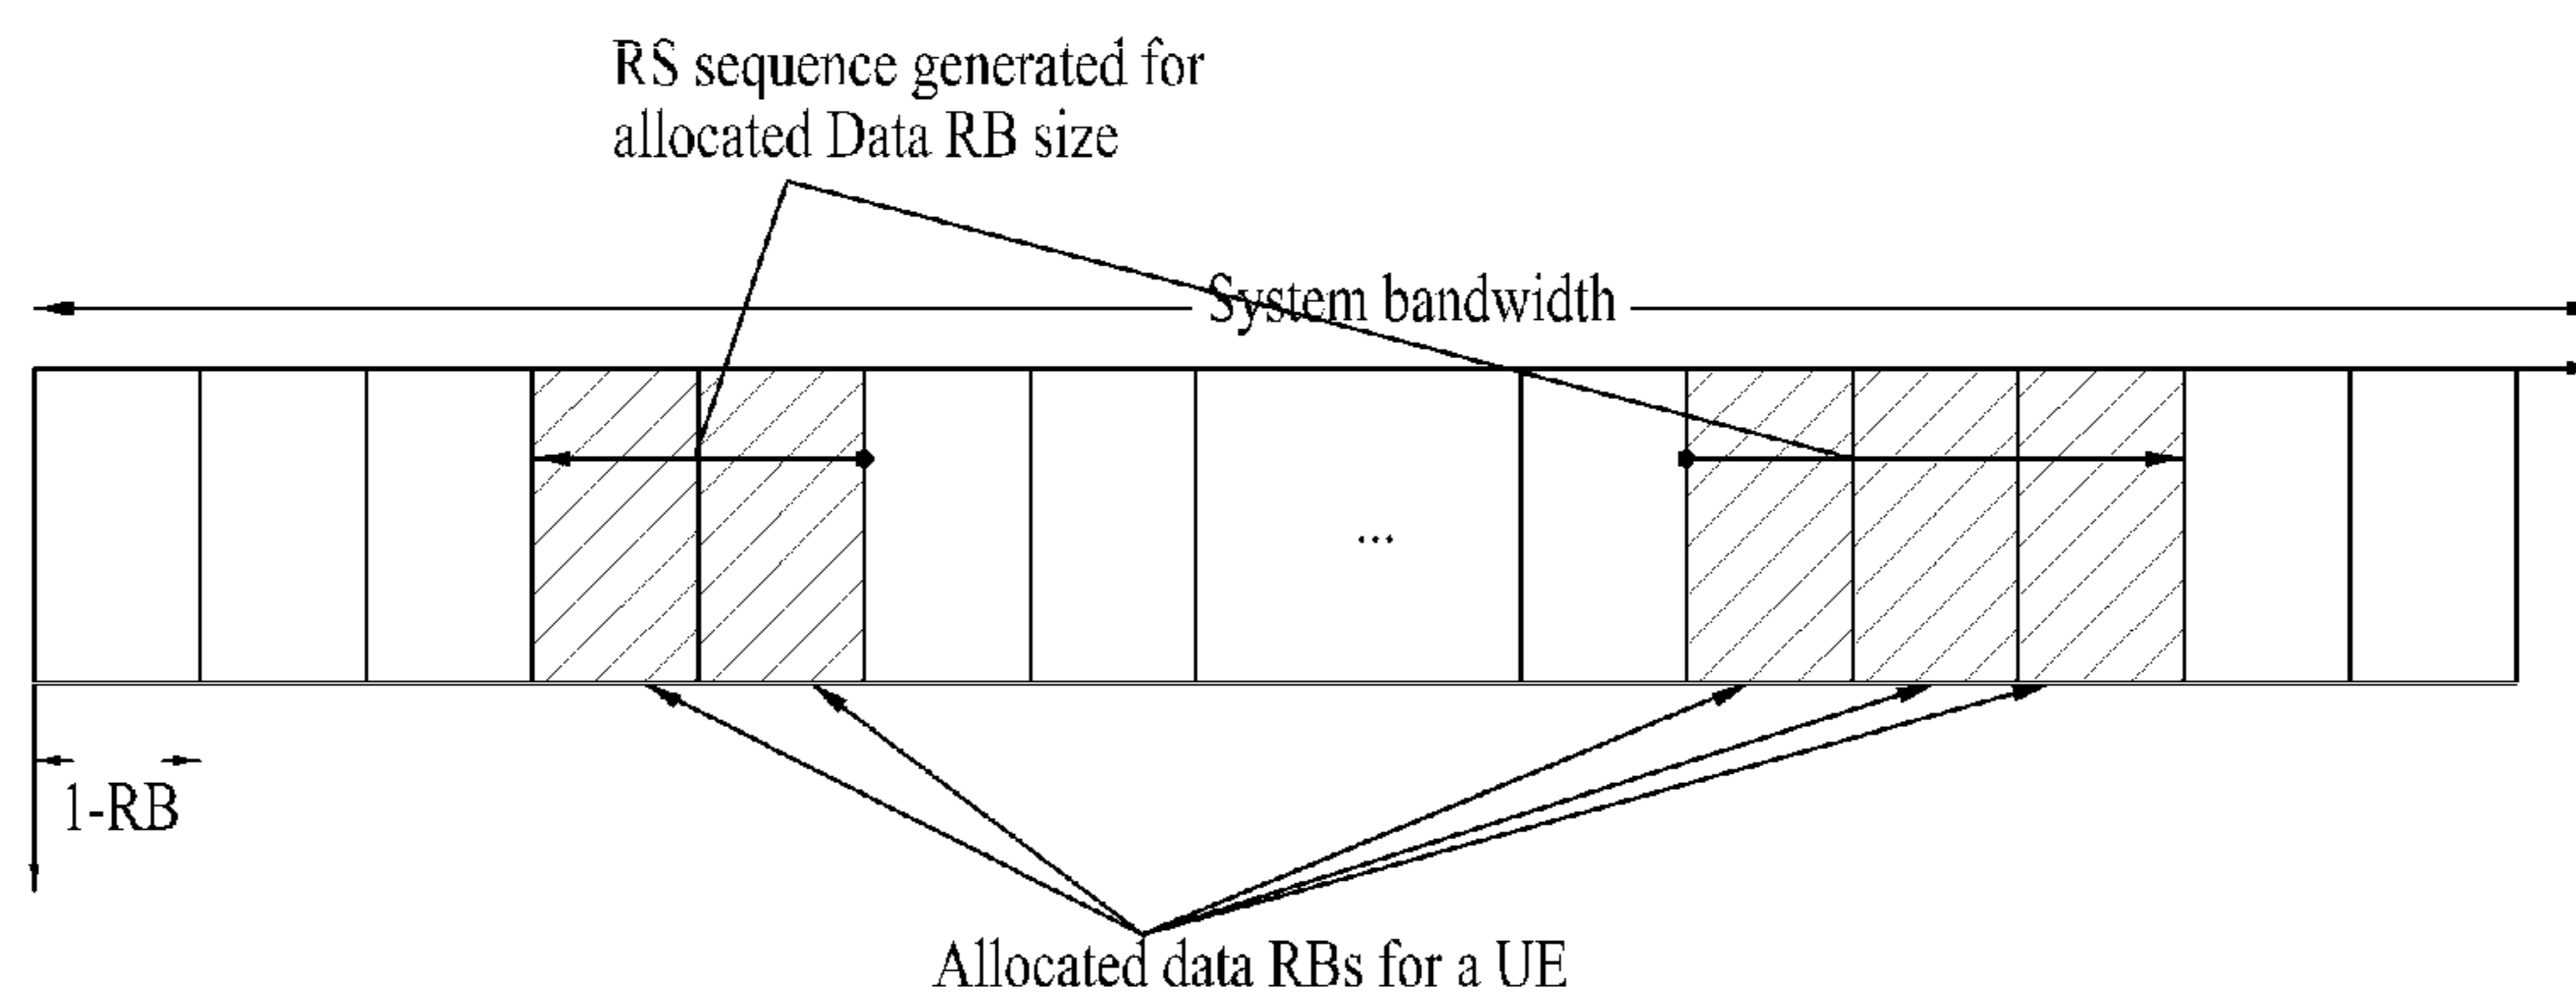 RS sequence generated for
allocated Data RB size
System bandwidth
...
1-RB
Allocated data RBs for a UE